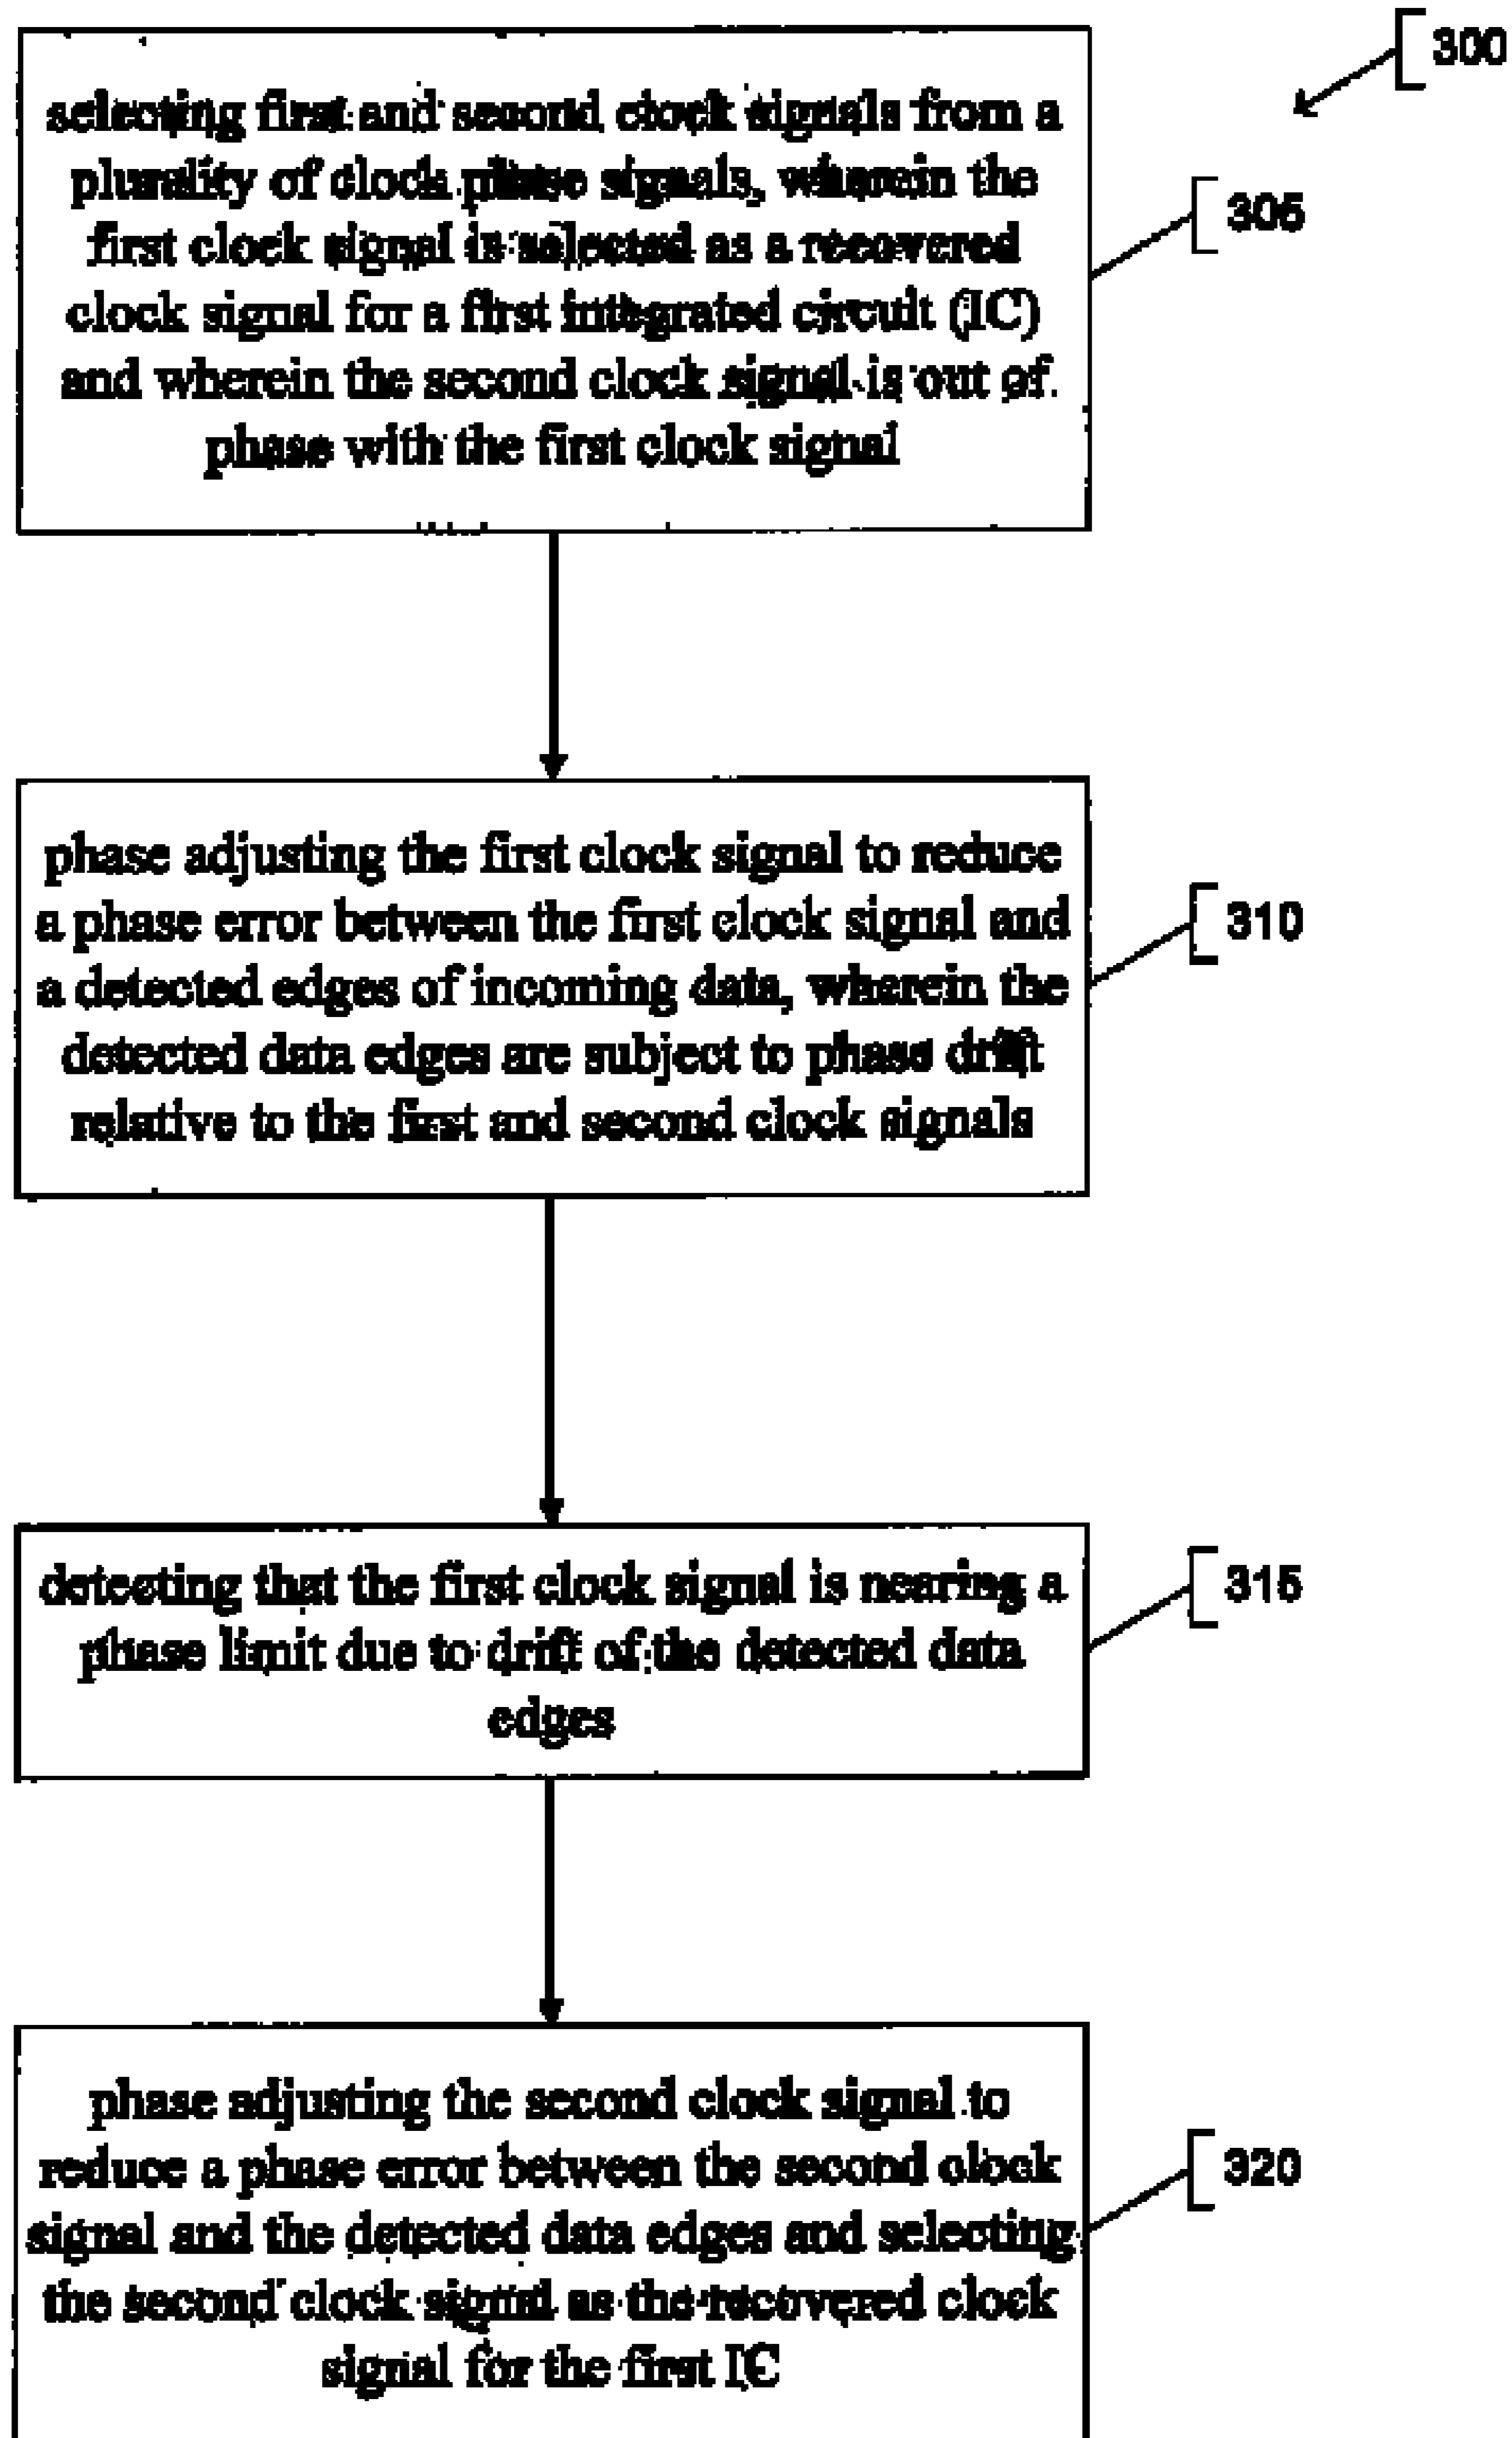 300
selecting first and second clock signals from a
plurality of clock phase signals, wherein the
first clock signal is selected as a recovered
clock signal for a first integrated circuit (IC)
and wherein the second clock signal is out of
phase with the first clock signal
305
phase adjusting the first clock signal to reduce
a phase error between the first clock signal and
a detected edges of incoming data, wherein the
detected data edges are subject to phase drift
relative to the first and second clock signals
310
detecting that the first clock signal is nearing a
phase limit due to drift of the detected data
edges
315
phase adjusting the second clock signal to
reduce a phase error between the second clock
signal and the detected data edges and selecting
the second clock signal as the recovered clock
signal for the first IC
320